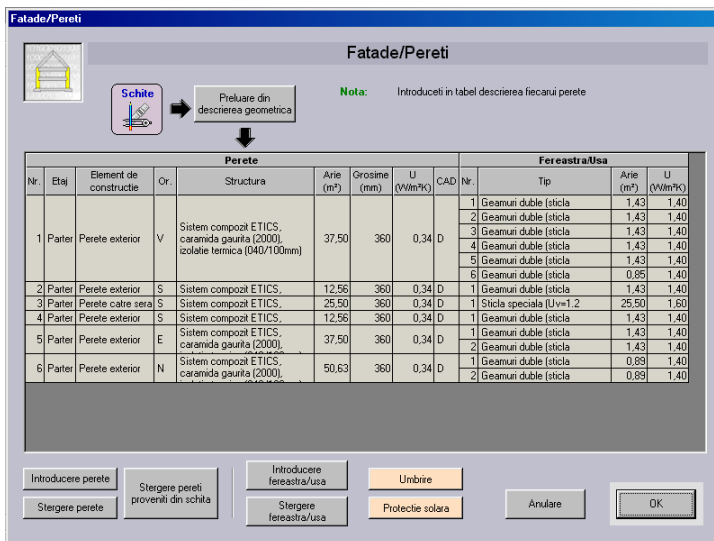 Fatade/Pereti
Fatade/Pereti
Schite
Preluare din
descrierea geometrica
Nota: Introduceti in tabel descrierea fiecarui perete
Perete Fereastra/Usa
Nr. Etaj Element de constructie Or. Structura Arie (m²) Grosime (mm) U (W/m²K) CAD Nr. Tip Arie (m²) U (W/m²K)
1 Parter Perete exterior V Sistem compozit ETICS, caramida gaurita (2000), izolatie termica (040/100mm) 37,50 360 0,34 D
1 Geamuri duble (sticla 1,43 1,40
2 Geamuri duble (sticla 1,43 1,40
3 Geamuri duble (sticla 1,43 1,40
4 Geamuri duble (sticla 1,43 1,40
5 Geamuri duble (sticla 1,43 1,40
6 Geamuri duble (sticla 0,85 1,40
2 Parter Perete exterior S Sistem compozit ETICS, 12,56 360 0,34 D 1 Geamuri duble (sticla 1,43 1,40
3 Parter Perete catre sera S Sistem compozit ETICS, 25,50 360 0,34 D 1 Sticla speciala (Uv=1.2 25,50 1,60
4 Parter Perete exterior S Sistem compozit ETICS, 12,56 360 0,34 D 1 Geamuri duble (sticla 1,43 1,40
5 Parter Perete exterior E Sistem compozit ETICS, caramida gaurita (2000), 37,50 360 0,34 D 1 Geamuri duble (sticla 1,43 1,40
2 Geamuri duble (sticla 1,43 1,40
6 Parter Perete exterior N Sistem compozit ETICS, caramida gaurita (2000), 50,63 360 0,34 D 1 Geamuri duble (sticla 0,89 1,40
2 Geamuri duble (sticla 0,89 1,40
Introducere perete
Stergere perete
Stergere pereti
proveniti din schita
Introducere
fereastra/usa
Stergere
fereastra/usa
Umbrire
Protectie solara
Anulare
OK